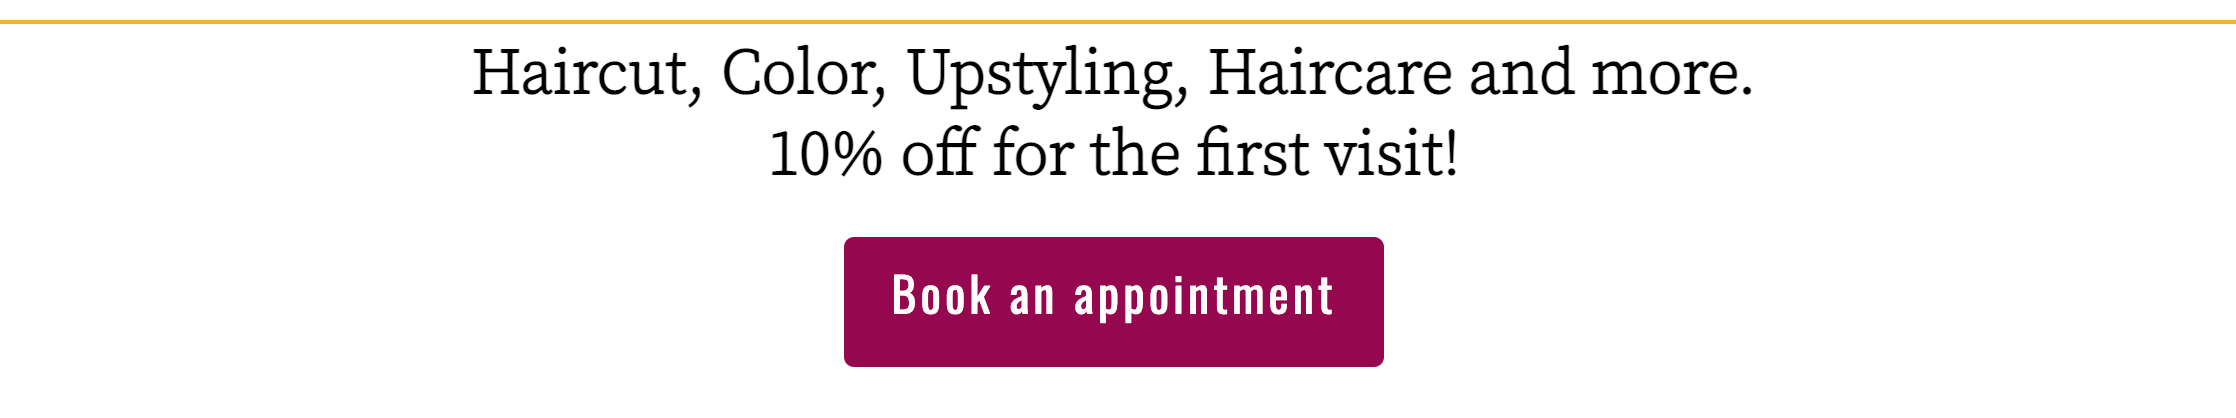 Haircut, Color, Upstyling, Haircare and more.
10% off for the first visit!
Book an appointment